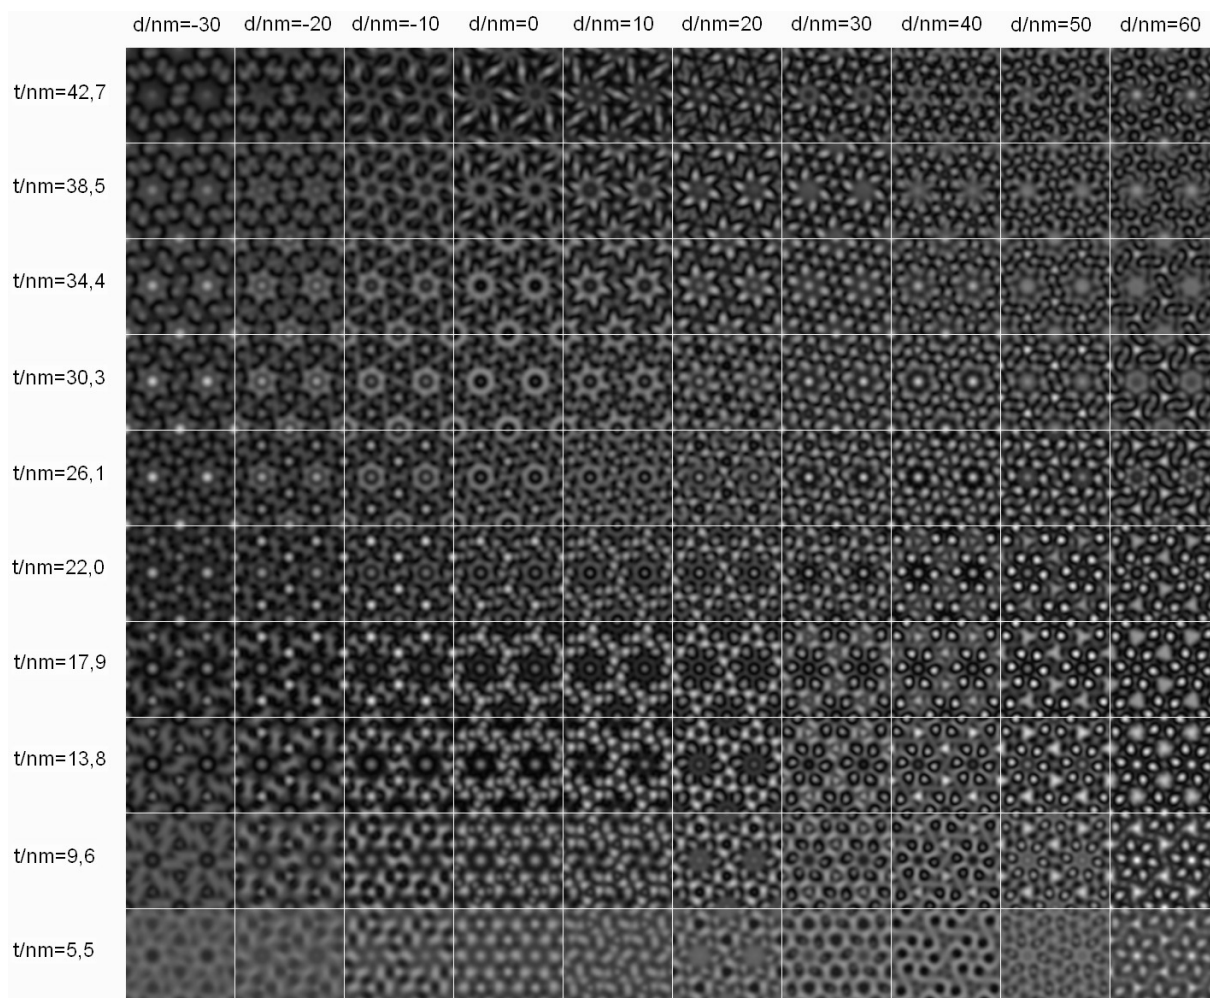 d/nm=-30 d/nm=-20 d/nm=-10 d/nm=0 d/nm=10 d/nm=20 d/nm=30 d/nm=40 d/nm=50 d/nm=60
t/nm=42,7
t/nm=38,5
t/nm=34,4
t/nm=30,3
t/nm=26,1
t/nm=22,0
t/nm=17,9
t/nm=13,8
t/nm=9,6
t/nm=5,5